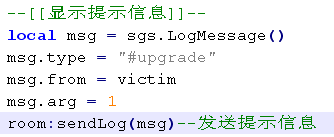 --[[显示提示信息]]--
local msg = sgs.LogMessage()
msg.type = "#upgrade"
msg.from = victim
msg.arg = 1
room:sendLog(msg)--发送提示信息